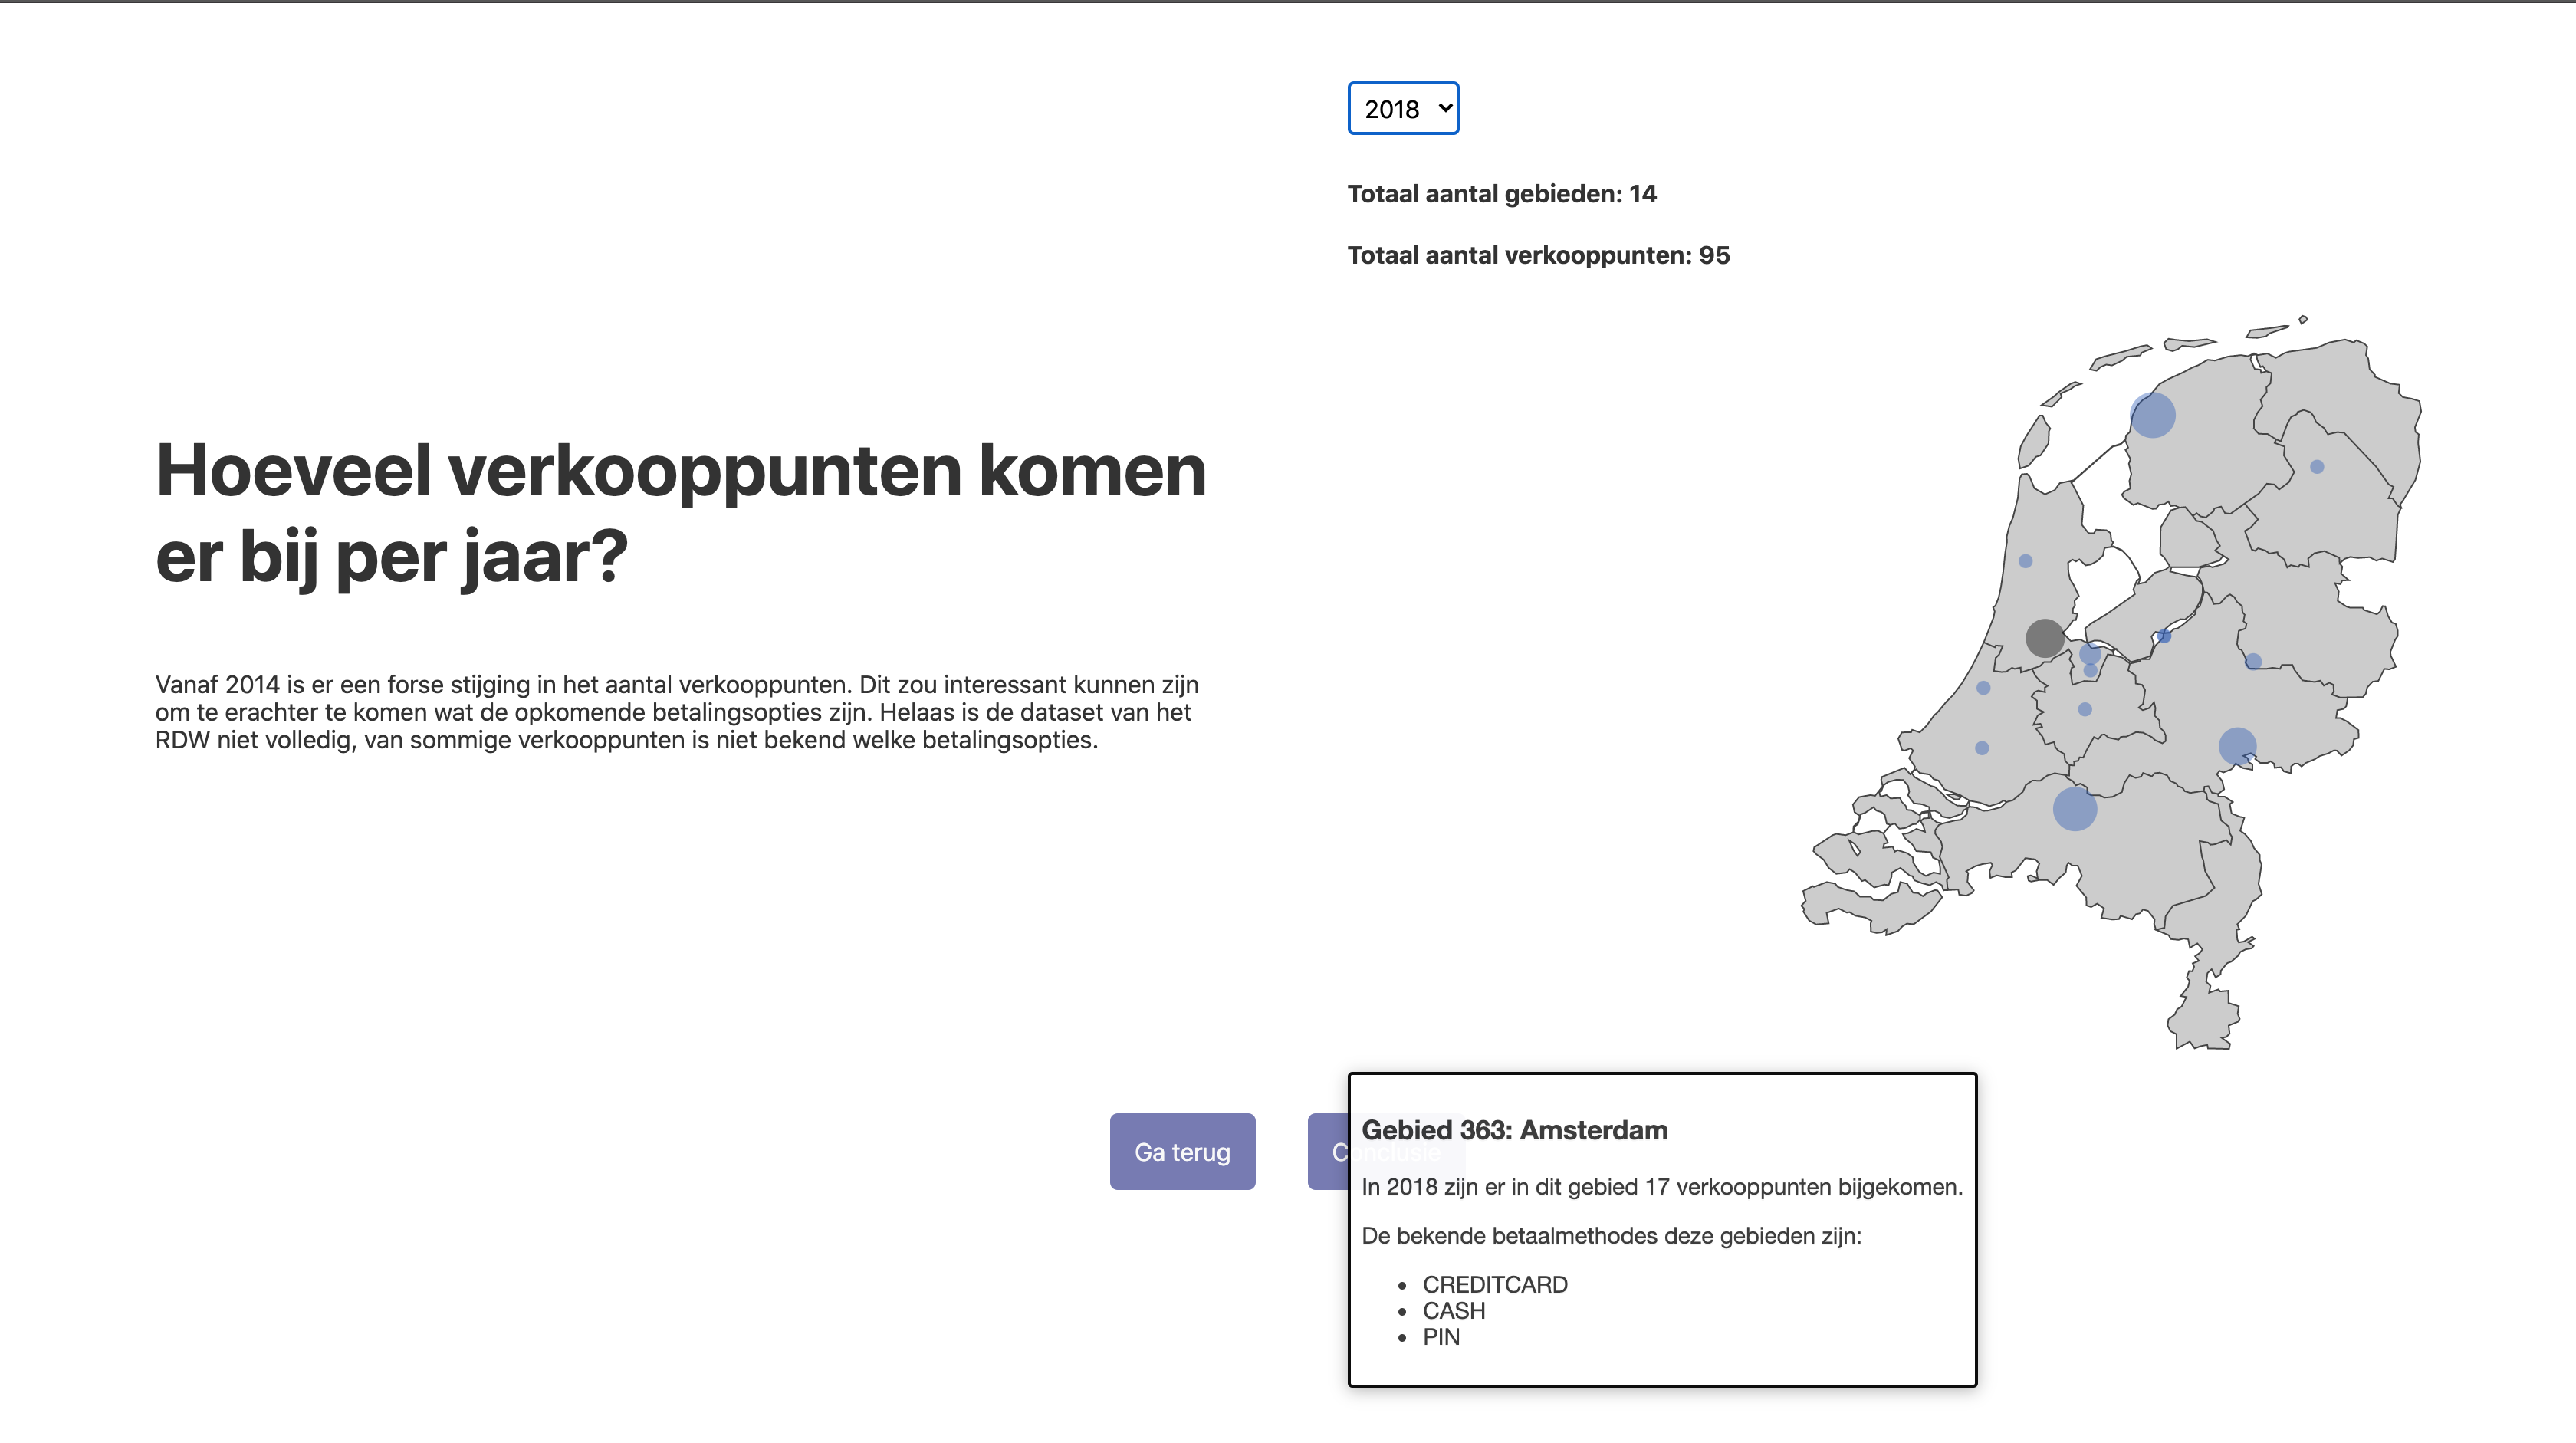 2018
Totaal aantal gebieden: 14
Totaal aantal verkooppunten: 95
Hoeveel verkooppunten komen
er bij per jaar?
Vanaf 2014 is er een forse stijging in het aantal verkooppunten. Dit zou interessant kunnen zijn
om te erachter te komen wat de opkomende betalingsopties zijn. Helaas is de dataset van het
RDW niet volledig, van sommige verkooppunten is niet bekend welke betalingsopties.
Ga terug
Conclusie
Gebied 363: Amsterdam
In 2018 zijn er in dit gebied 17 verkooppunten bijgekomen.
De bekende betaalmethodes deze gebieden zijn:
• CREDITCARD
• CASH
• PIN